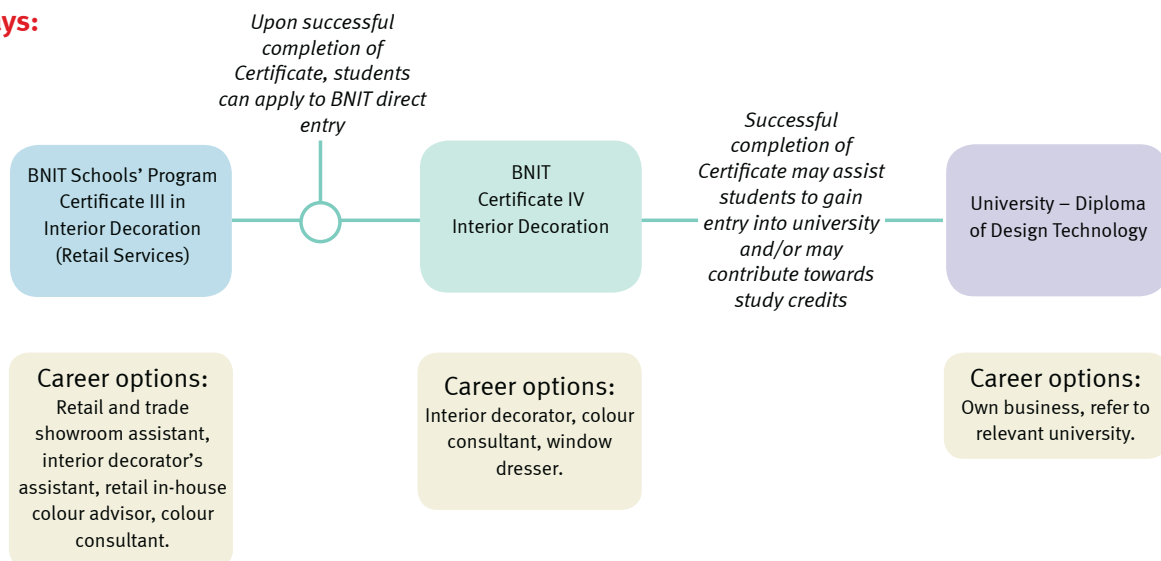 ys:
Upon successful
completion of
Certificate, students
can apply to BNIT direct
entry
BNIT Schools’ Program
Certificate III in
Interior Decoration
(Retail Services)
BNIT
Certificate IV
Interior Decoration
Successful
completion of
Certificate may assist
students to gain
entry into university
and/or may
contribute towards
study credits
University – Diploma
of Design Technology
Career options:
Retail and trade
showroom assistant,
interior decorator’s
assistant, retail in-house
colour advisor, colour
consultant.
Career options:
Interior decorator, colour
consultant, window
dresser.
Career options:
Own business, refer to
relevant university.